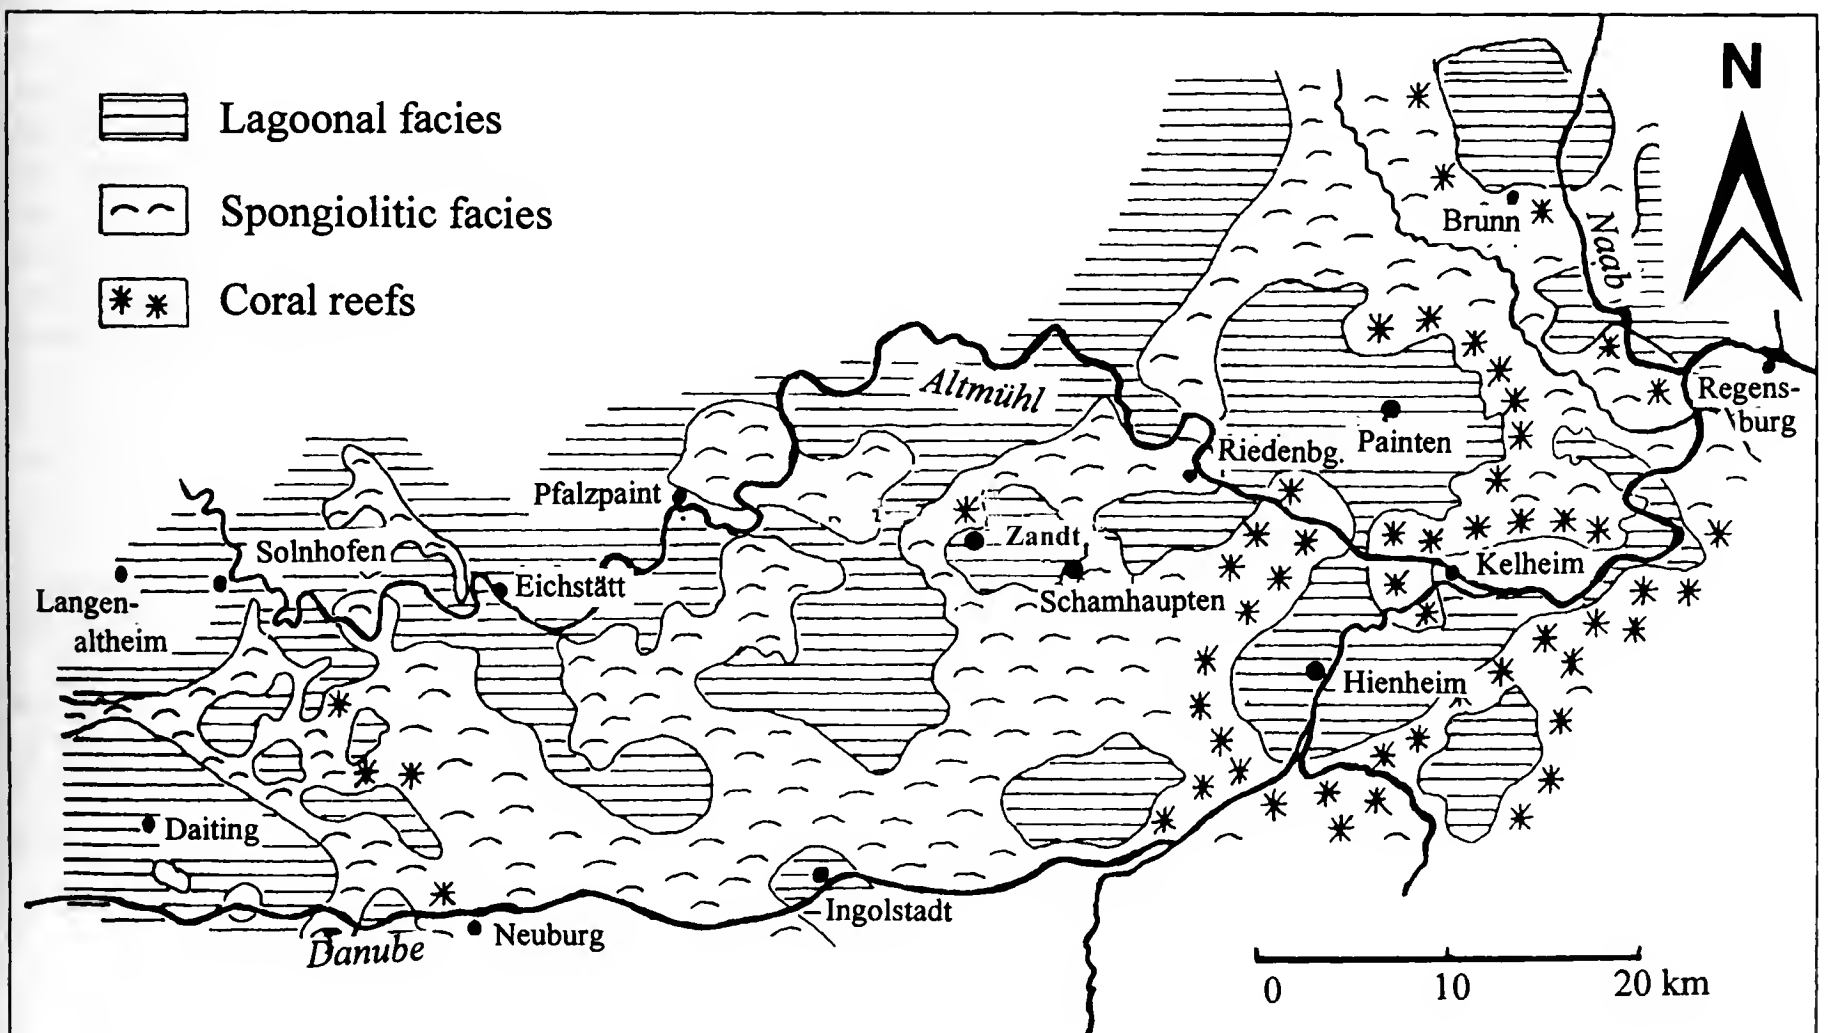 N
Lagoonal facies
Spongiolitic facies
Coral reefs
Brunn
Naab
Altmühl
Regens-
burg
Riedenbg.
Painten
Pfalzpaint
Solnhofen
Zandt
Kelheim
Eichstätt
Langen-
altheim
Schamhaupten
Hienheim
Daiting
Ingolstadt
Neuburg
Danube
0 10 20 km